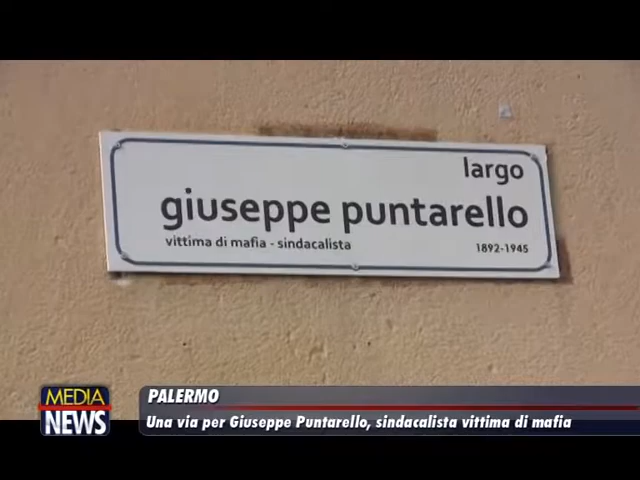 largo
giuseppe puntarello
vittima di mafia - sindacalista
1892-1945
MEDIA
NEWS
PALERMO
Una via per Giuseppe Puntarello, sindacalista vittima di mafia